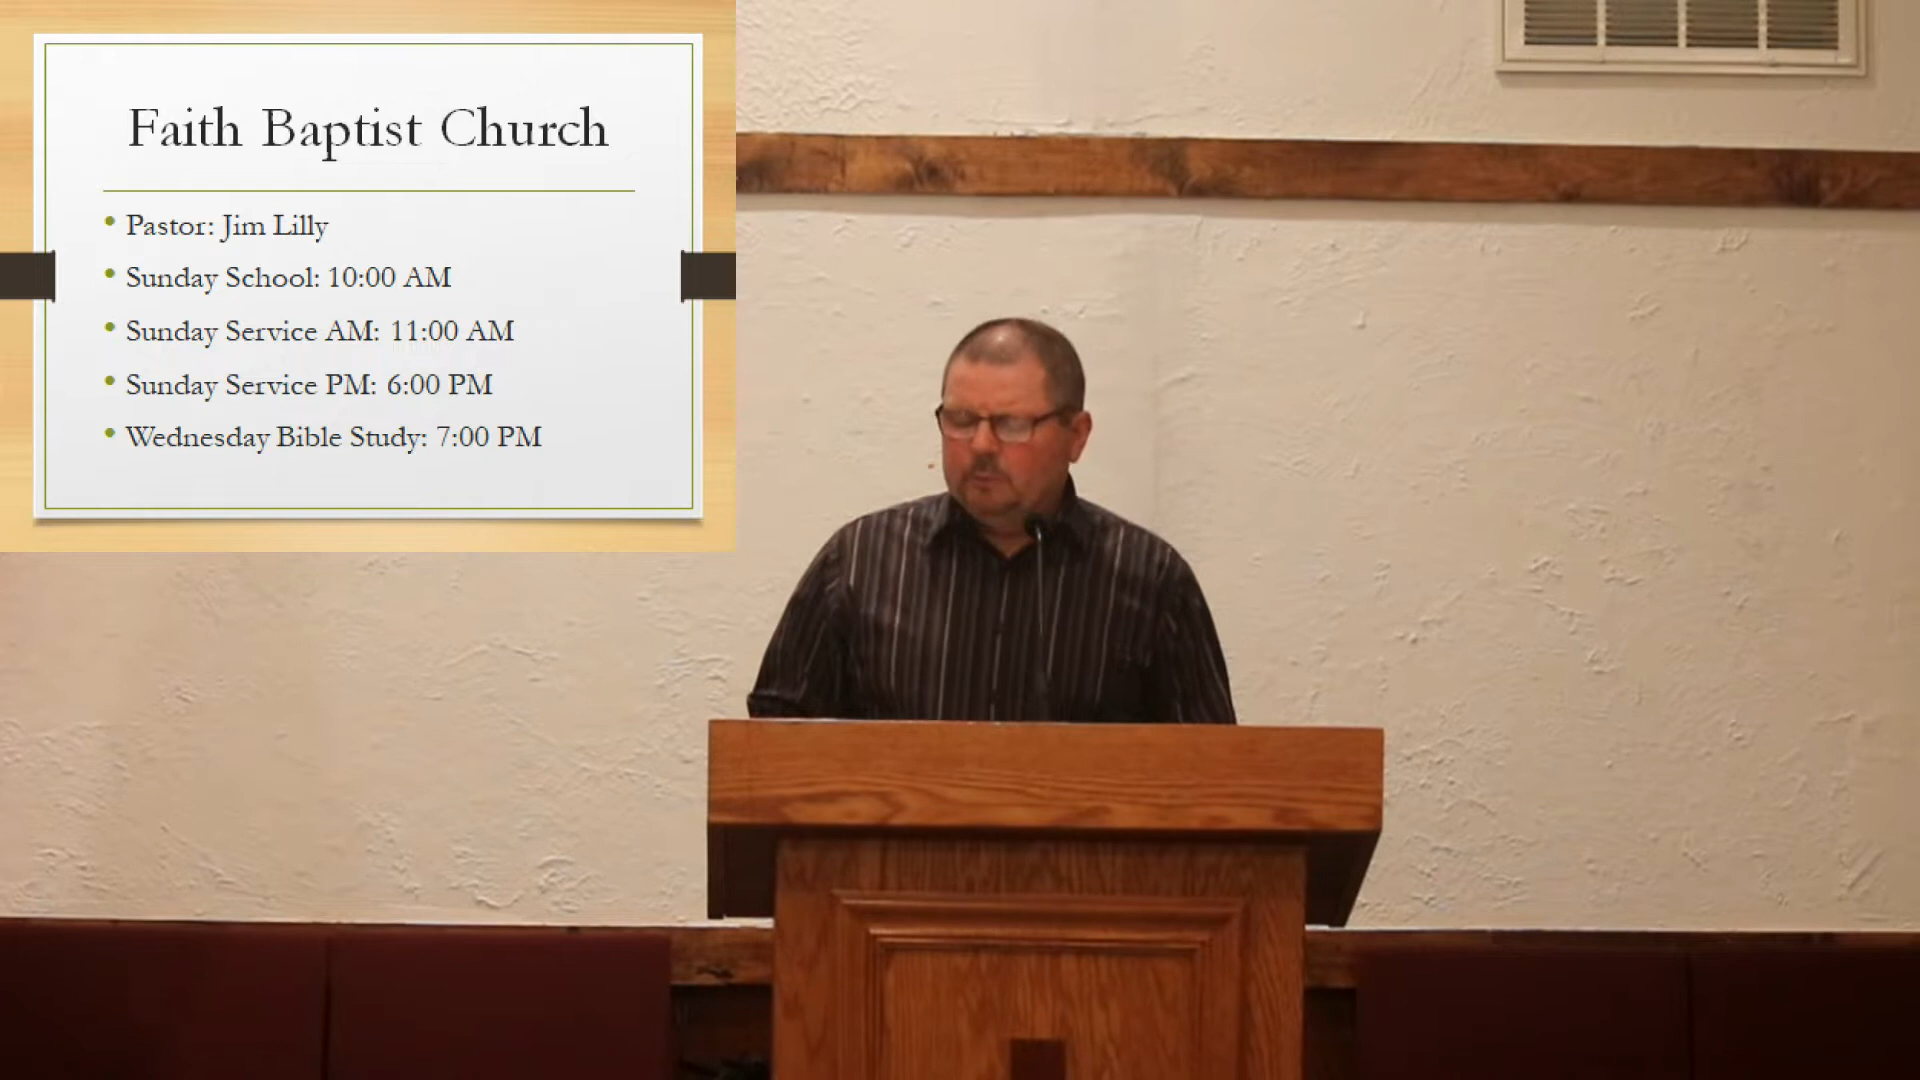 Faith Baptist Church
• Pastor: Jim Lilly
• Sunday School: 10:00 AM
• Sunday Service AM: 11:00 AM
• Sunday Service PM: 6:00 PM
• Wednesday Bible Study: 7:00 PM